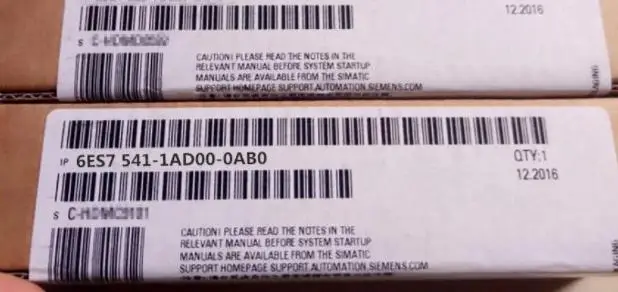 12.2016
S
CAUTION! PLEASE READ THE NOTES IN THE
RELEVANT MANUAL BEFORE SYSTEM STARTUP
MANUALS ARE AVAILABLE FROM THE SIMATIC
SUPPORT HOMEPAGE SUPPORT.AUTOMATION.SIEMENS.COM
1P 6ES7 541-1AD00-0AB0
QTY:1
12.2016
S
CAUTION! PLEASE READ THE NOTES IN THE
RELEVANT MANUAL BEFORE SYSTEM STARTUP
MANUALS ARE AVAILABLE FROM THE SIMATIC
SUPPORT HOMEPAGE SUPPORT.AUTOMATION.SIEMENS.COM